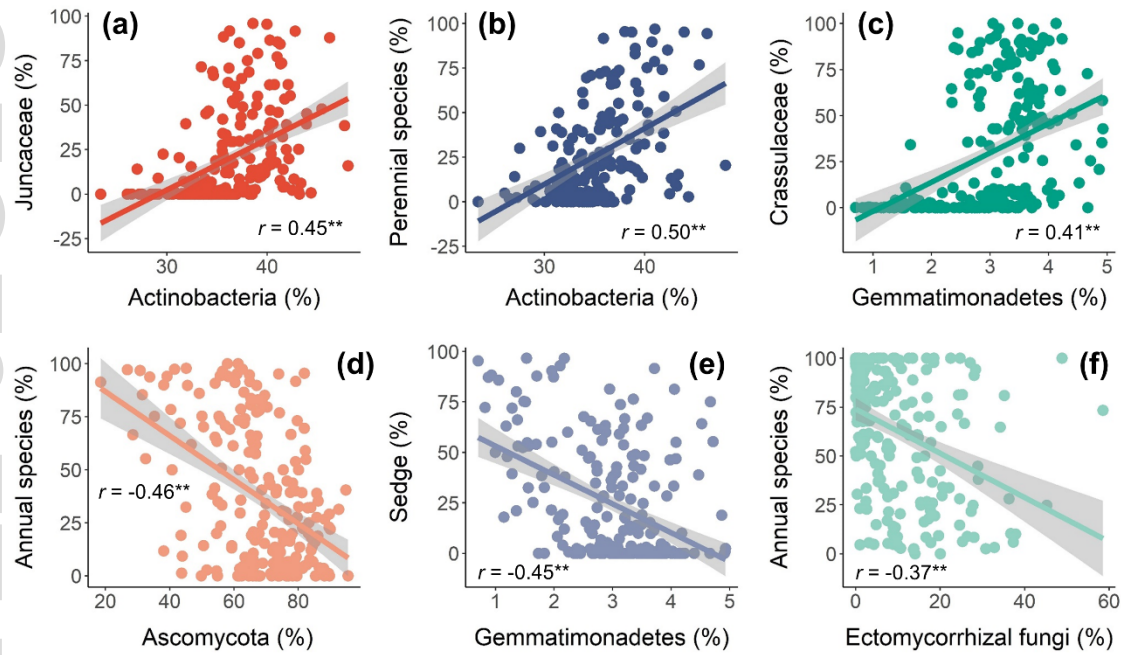 (a)
Juncaceae (%)
100
75
50
25
0
-25
r = 0.45**
30
40
Actinobacteria (%)
(b)
Perennial species (%)
100
75
50
25
0
-25
r = 0.50**
30
40
Actinobacteria (%)
(c)
Crassulaceae (%)
100
75
50
25
0
r = 0.41**
1
2
3
4
5
Gemmatimonadetes (%)
(d)
Annual species (%)
100
75
50
25
0
r = -0.46**
20
40
60
80
Ascomycota (%)
(e)
Sedge (%)
100
75
50
25
0
r = -0.45**
1
2
3
4
5
Gemmatimonadetes (%)
(f)
Annual species (%)
100
75
50
25
0
r = -0.37**
0
20
40
60
Ectomycorrhizal fungi (%)